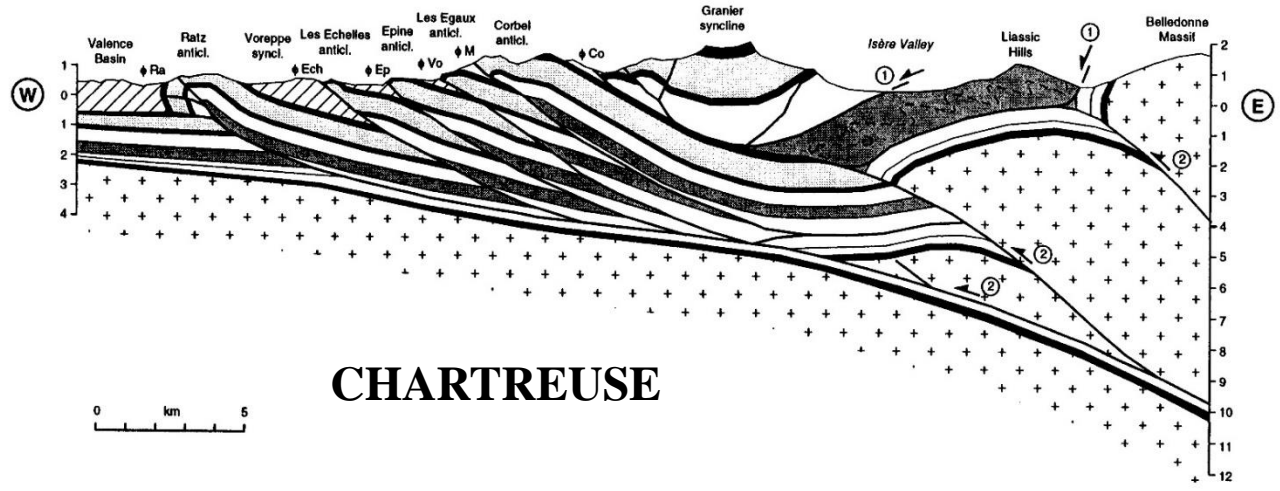 Valence
Basin
ϕ Ra
Ratz
anticl.
Voreppe
syncl.
ϕ Ech
Les Echelles
anticl.
Epine
anticl.
ϕ Ep
Les Egaux
anticl.
ϕ Vo
ϕ M
Corbel
anticl.
ϕ Co
Granier
syncline
Isère Valley
1
Liassic
Hills
1
Belledonne
Massif
W
1
0
1
2
3
4
2
1
0
1
2
3
4
5
6
7
8
9
10
11
12
E
2
2
2
CHARTREUSE
0 km 5